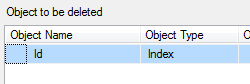 Object to be deleted
Object Name Object Type O
Id Index